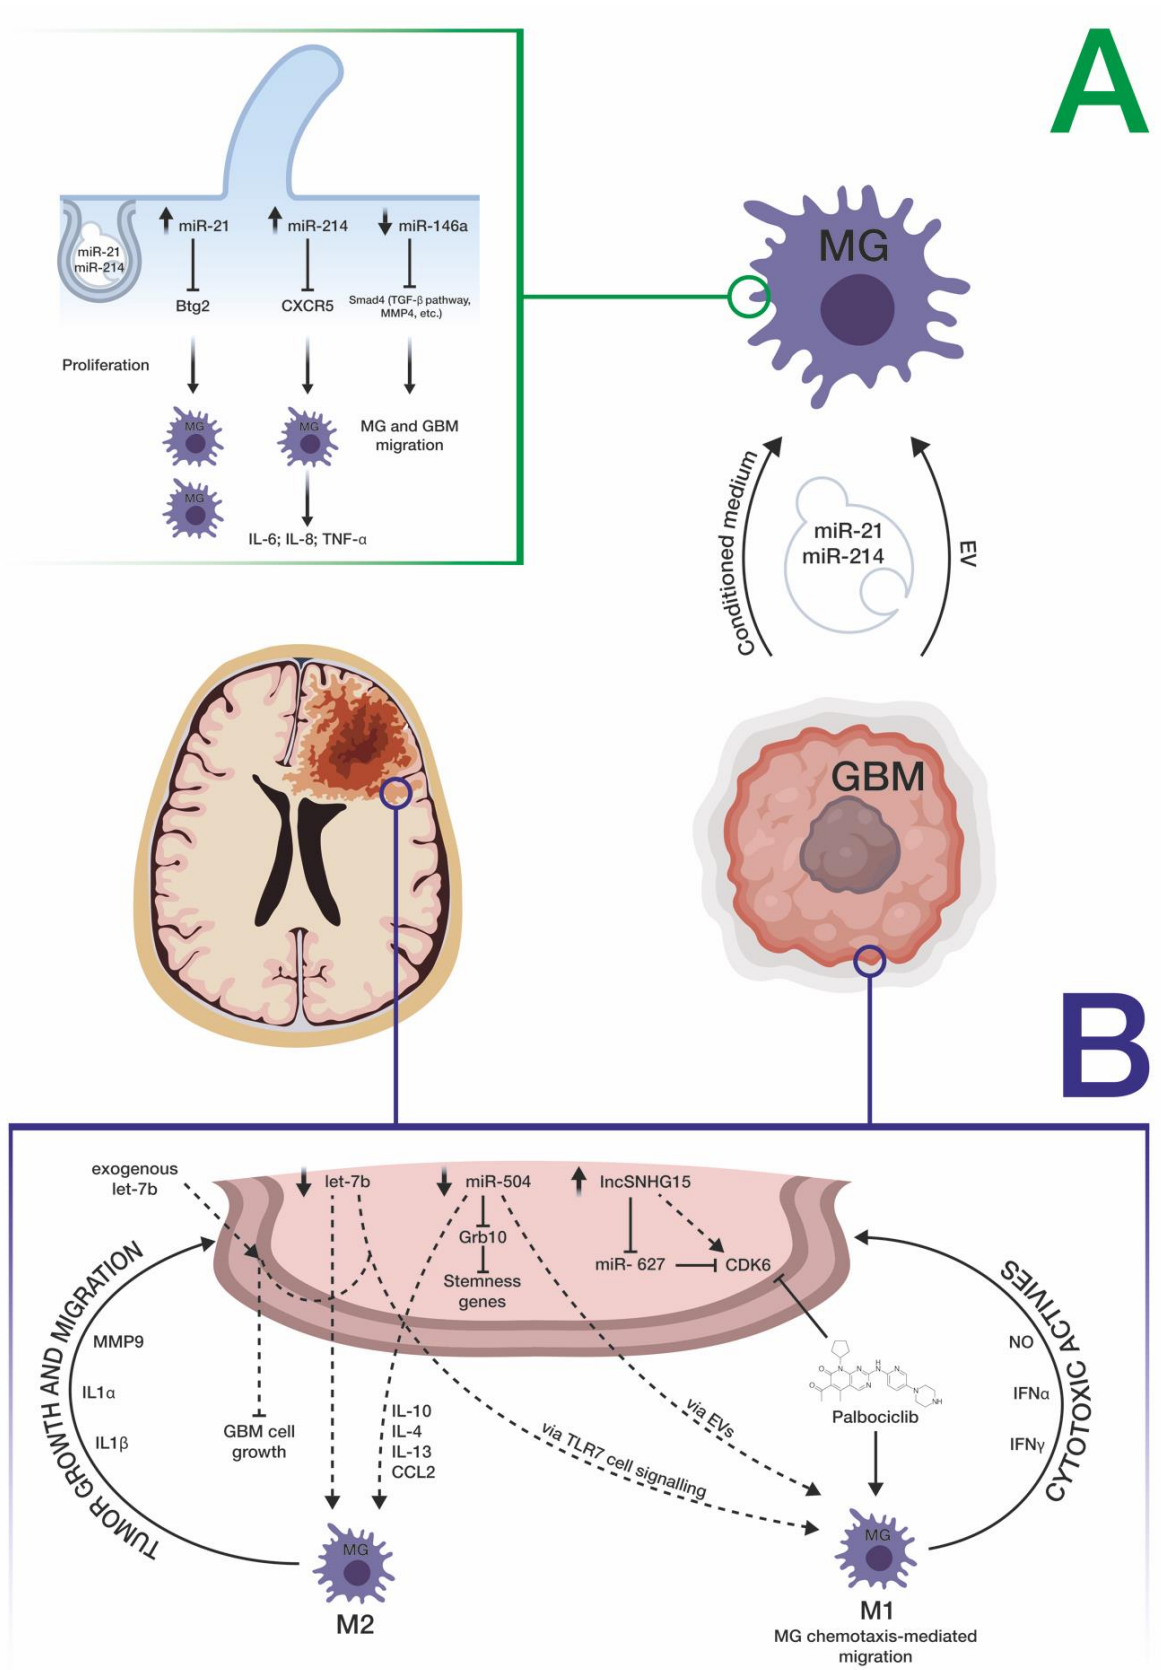 A
miR-21
miR-214
miR-21
miR-214
miR-146a
Btg2
CXCR5
Smad4 (TGF-β pathway,
MMP4, etc.)
Proliferation
MG
MG
MG
MG and GBM
migration
IL-6; IL-8; TNF-α
MG
Conditioned medium
miR-21
miR-214
EV
GBM
B
exogenous
let-7b
let-7b
miR-504
lncSNHG15
Grb10
Stemness
genes
miR- 627
CDK6
TUMOR GROWTH AND MIGRATION
MMP9
IL1α
IL1β
GBM cell
growth
IL-10
IL-4
IL-13
CCL2
via TLR7 cell signalling
via EVs
O
N
N
H
N
N
O
N
N
N
NH
Palbociclib
CYTOTOXIC ACTIVIES
NO
IFNα
IFNγ
MG
M2
MG
M1
MG chemotaxis-mediated
migration